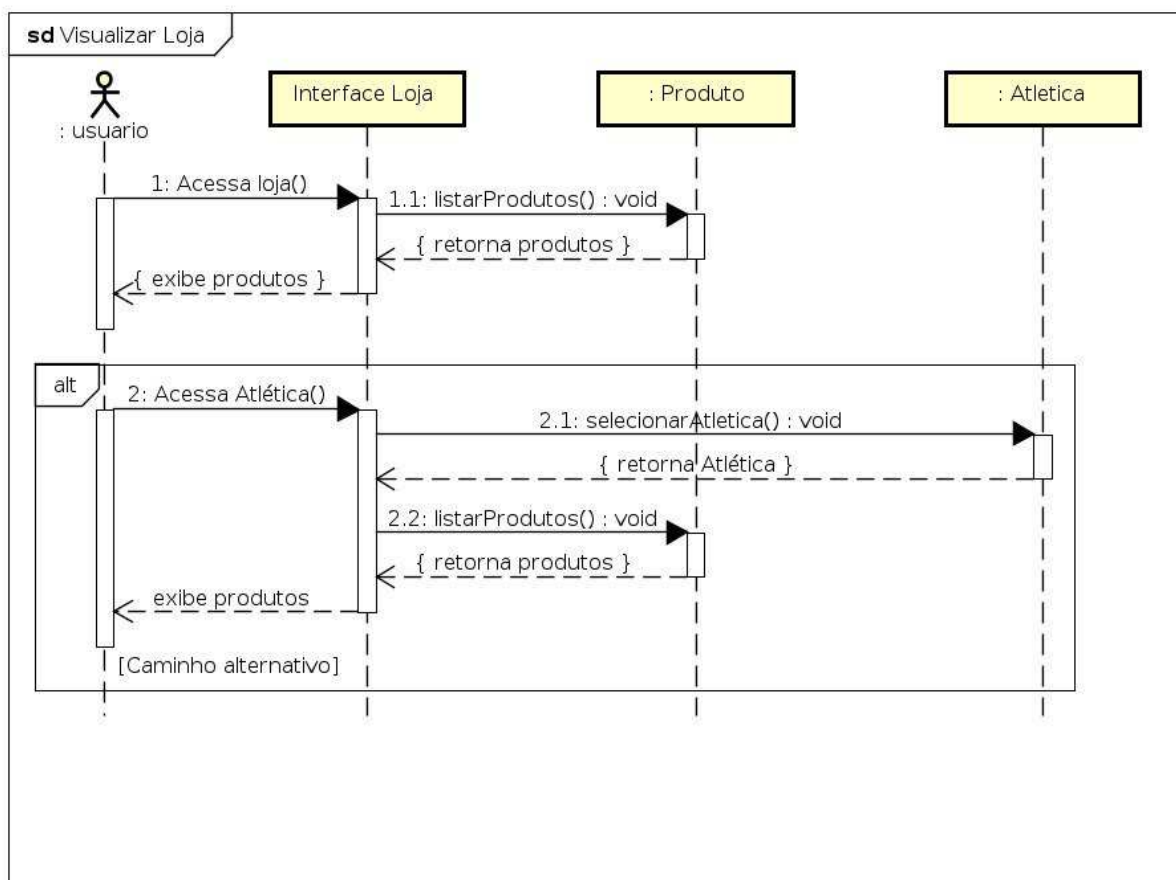 sd Visualizar Loja
: usuario
Interface Loja
: Produto
: Atletica
1: Acessa loja()
1.1: listarProdutos() : void
{ retorna produtos }
{ exibe produtos }
alt
2: Acessa Atlética()
2.1: selecionarAtletica() : void
{ retorna Atlética }
2.2: listarProdutos() : void
{ retorna produtos }
exibe produtos
[Caminho alternativo]